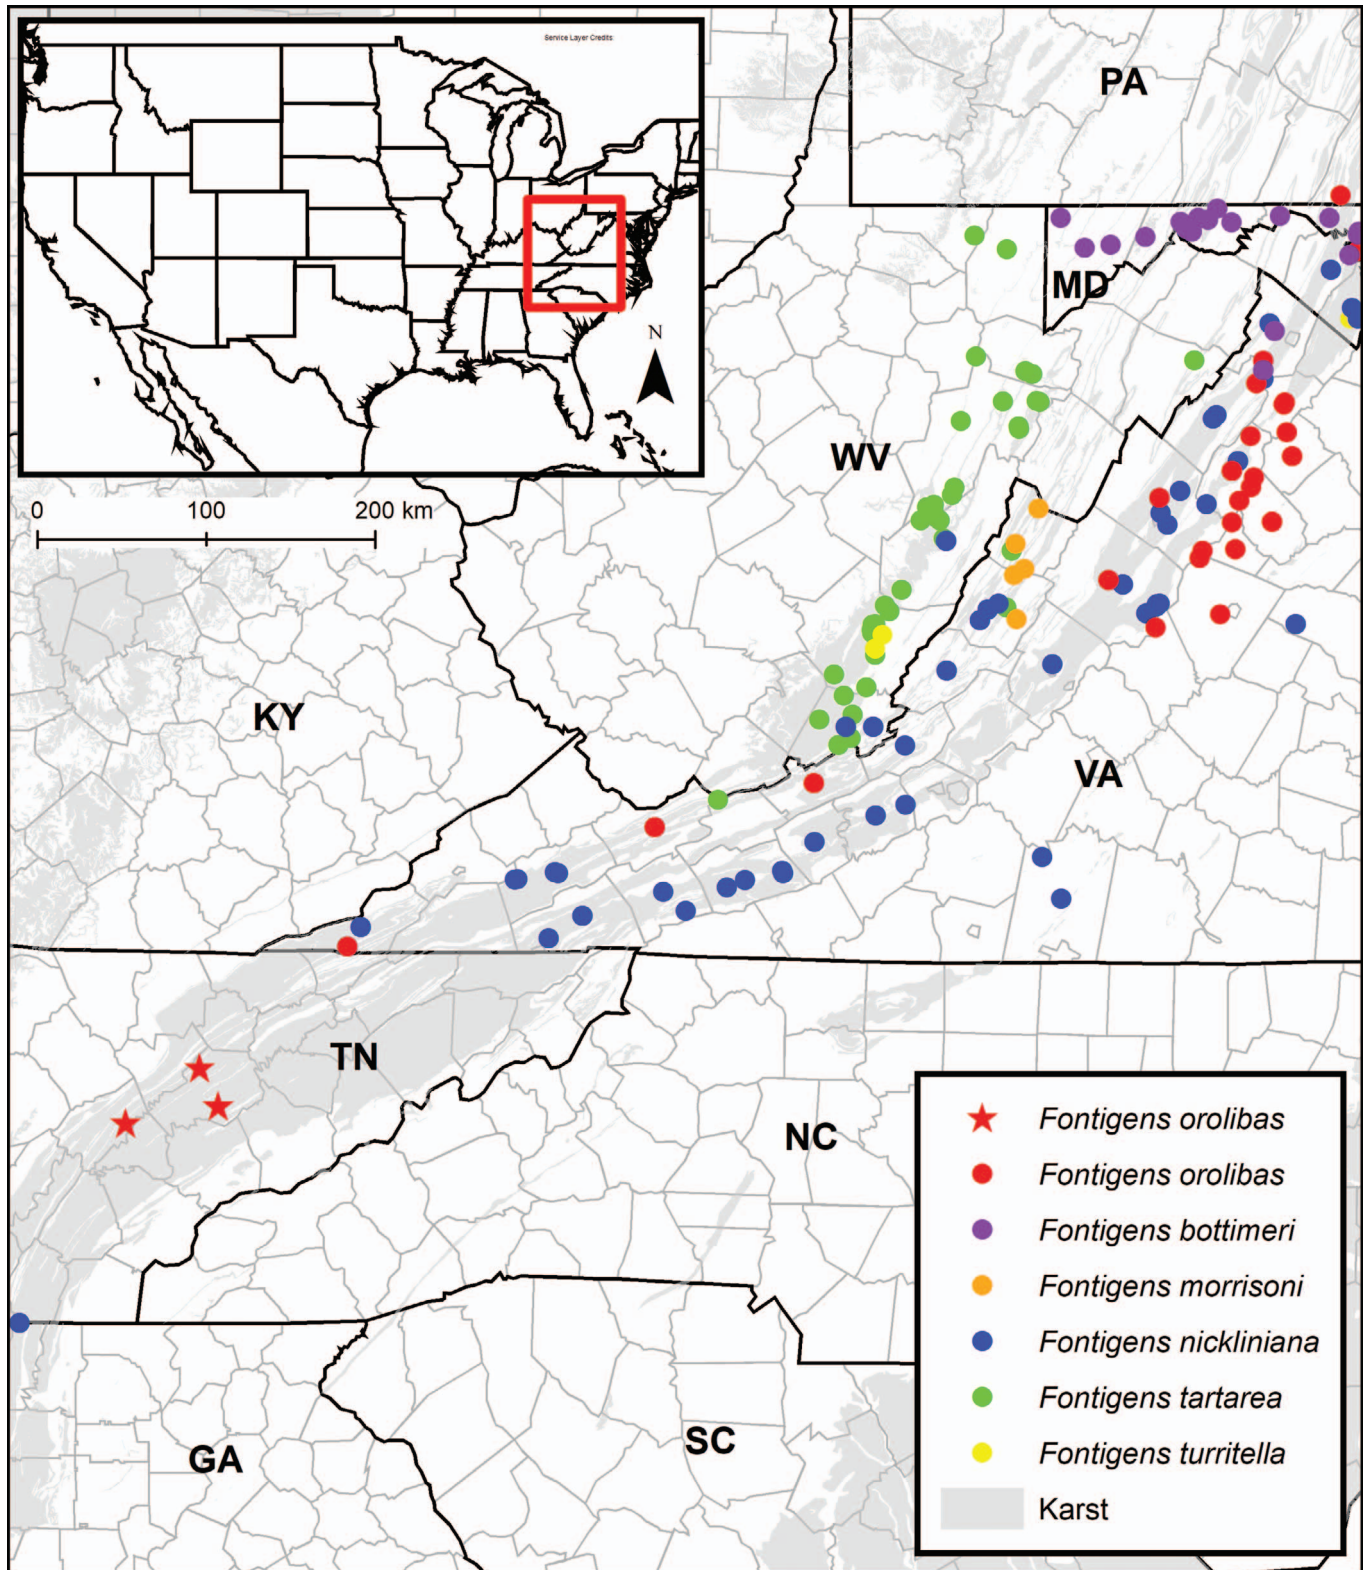 Service Layer Credits:
PA
N
MD
WV
0 100 200 km
KY
VA
TN
NC
GA
SC
Fontigens orolibas
Fontigens orolibas
Fontigens bottimeri
Fontigens morrisoni
Fontigens nickliniana
Fontigens tartarea
Fontigens turritella
Karst